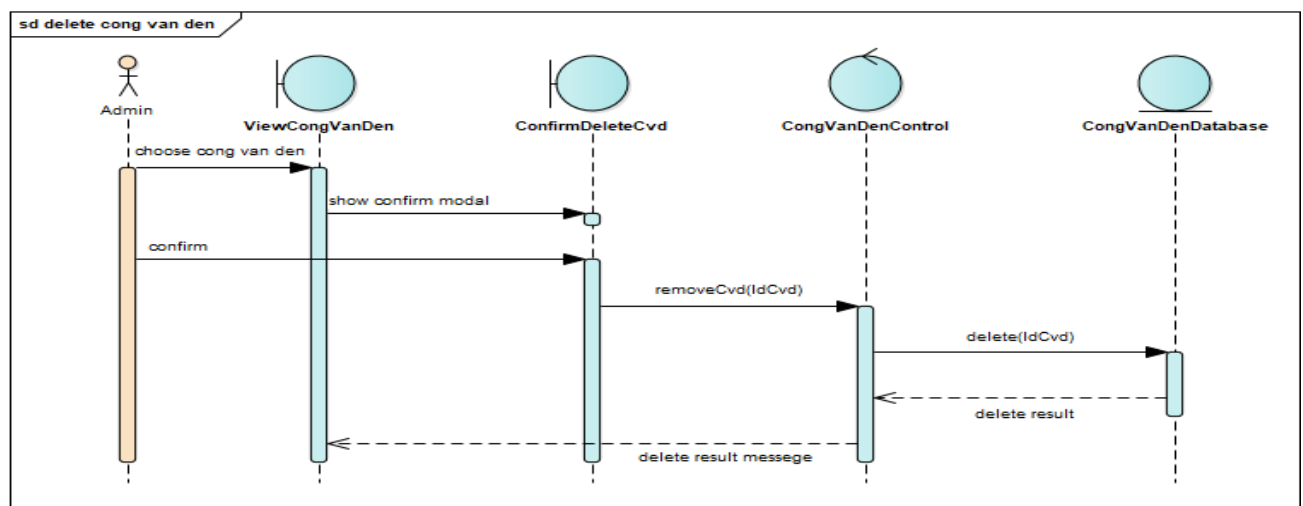 sd delete cong van den
Admin
ViewCongVanDen
ConfirmDeleteCvd
CongVanDenControl
CongVanDenDatabase
choose cong van den
show confirm modal
confirm
removeCvd(IdCvd)
delete(IdCvd)
delete result
delete result messege